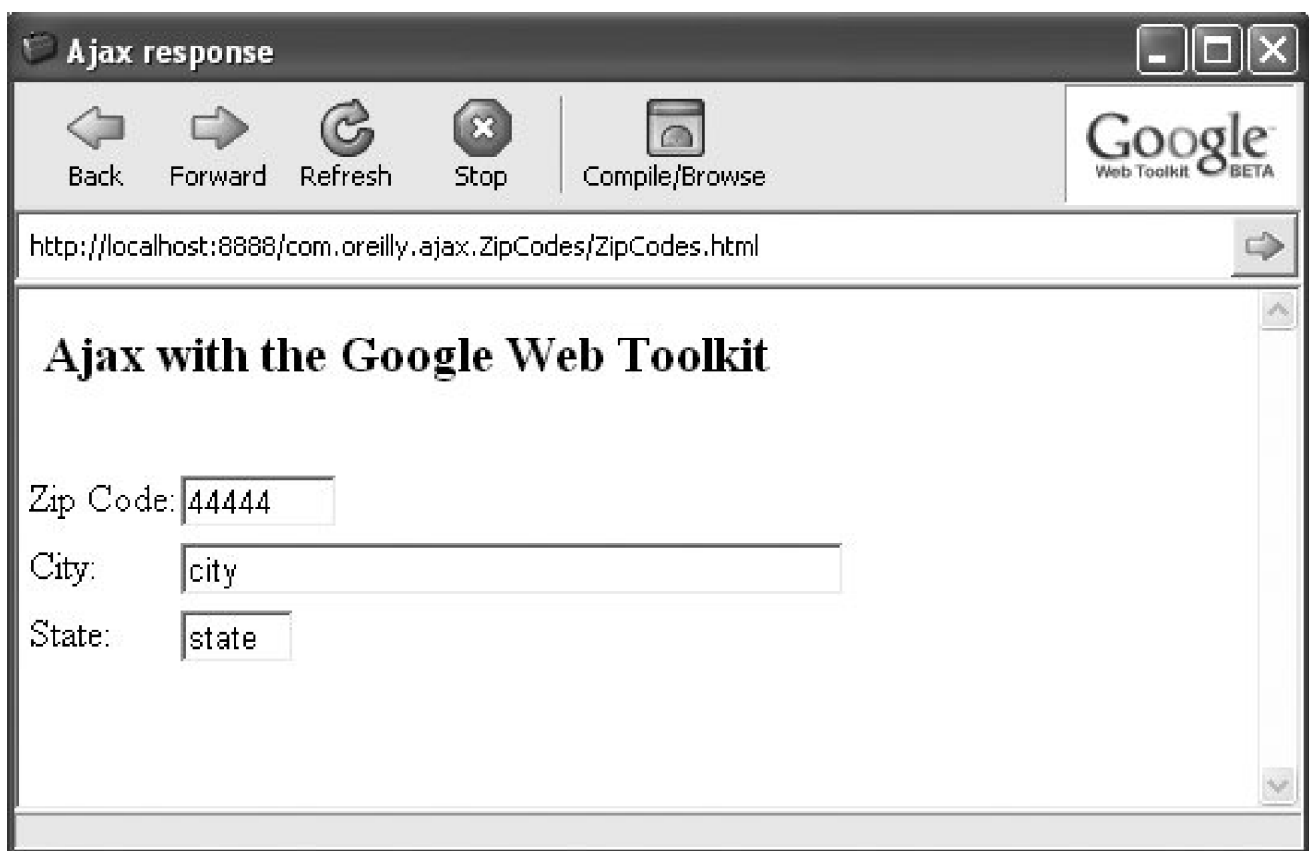 Ajax response
Back Forward Refresh Stop Compile/Browse
Google
Web Toolkit BETA
http://localhost:8888/com.oreilly.ajax.ZipCodes/ZipCodes.html
Ajax with the Google Web Toolkit
Zip Code: 44444
City: city
State: state